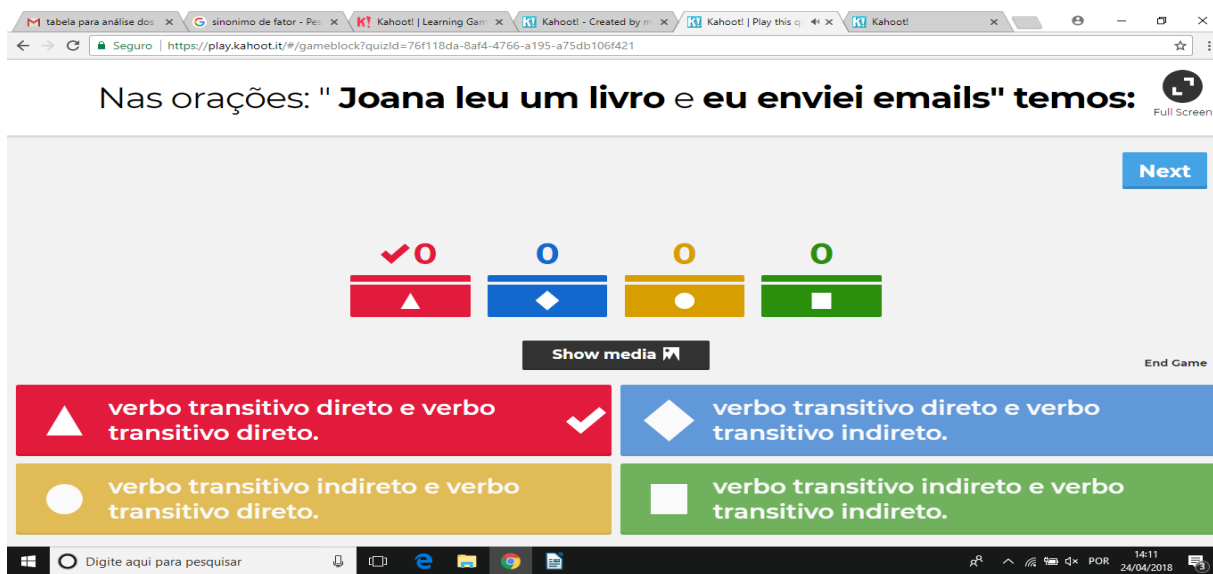 tabela para análise dos
sinonimo de fator - Pes
Kahoot! | Learning Gam
Kahoot! - Created by m
Kahoot! | Play this q
Kahoot!
Seguro | https://play.kahoot.it/#/gameblock?quizId=76f118da-8af4-4766-a195-a75db106f421
Nas orações: " Joana leu um livro e eu enviei emails" temos:
Full Screen
Next
0 0 0 0
Show media
End Game
verbo transitivo direto e verbo
transitivo direto.
verbo transitivo direto e verbo
transitivo indireto.
verbo transitivo indireto e verbo
transitivo direto.
verbo transitivo indireto e verbo
transitivo indireto.
Digite aqui para pesquisar
POR
14:11
24/04/2018